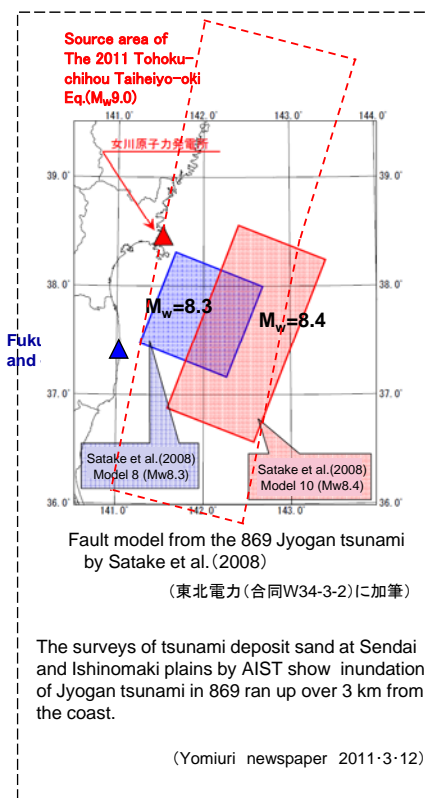 Source area of
The 2011 Tohoku-
chihou Taiheiyo-oki
Eq.(Mw9.0)
141.0゜ 142.0゜ 143.0゜ 144.0゜
女川原子力発電所
39.0゜ 39.0゜
38.0゜ 38.0゜
Mw=8.3
Mw=8.4
and
37.0゜ 37.0゜
Satake et al.(2008)
Model 8 (Mw8.3)
Satake et al.(2008)
Model 10 (Mw8.4)
36.0゜ 36.0゜
141.0゜ 142.0゜ 143.0゜
Fault model from the 869 Jyogan tsunami
by Satake et al.(2008)
(東北電力(合同W34-3-2)に加筆)
The surveys of tsunami deposit sand at Sendai
and Ishinomaki plains by AIST show inundation
of Jyogan tsunami in 869 ran up over 3 km from
the coast.
(Yomiuri newspaper 2011・3・12)